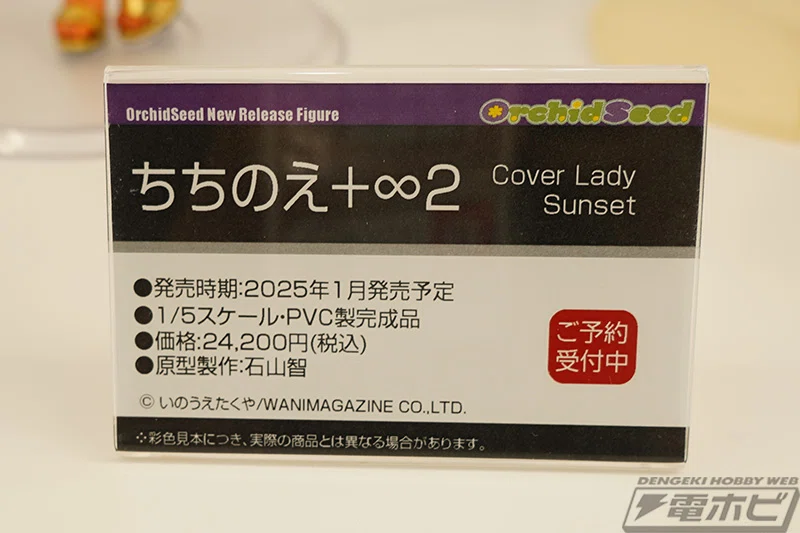 OrchidSeed New Release Figure
OrchidSeed
ちちのえ+∞2
Cover Lady
Sunset
●発売時期:2025年1月発売予定
●1/5スケール・PVC製完成品
●価格:24,200円(税込)
●原型製作:石山智
ご予約
受付中
© いのうえたくや/WANIMAGAZINE CO.,LTD.
※彩色見本につき、実際の商品とは異なる場合があります。
DENGEKI HOBBY WEB
電ホビ